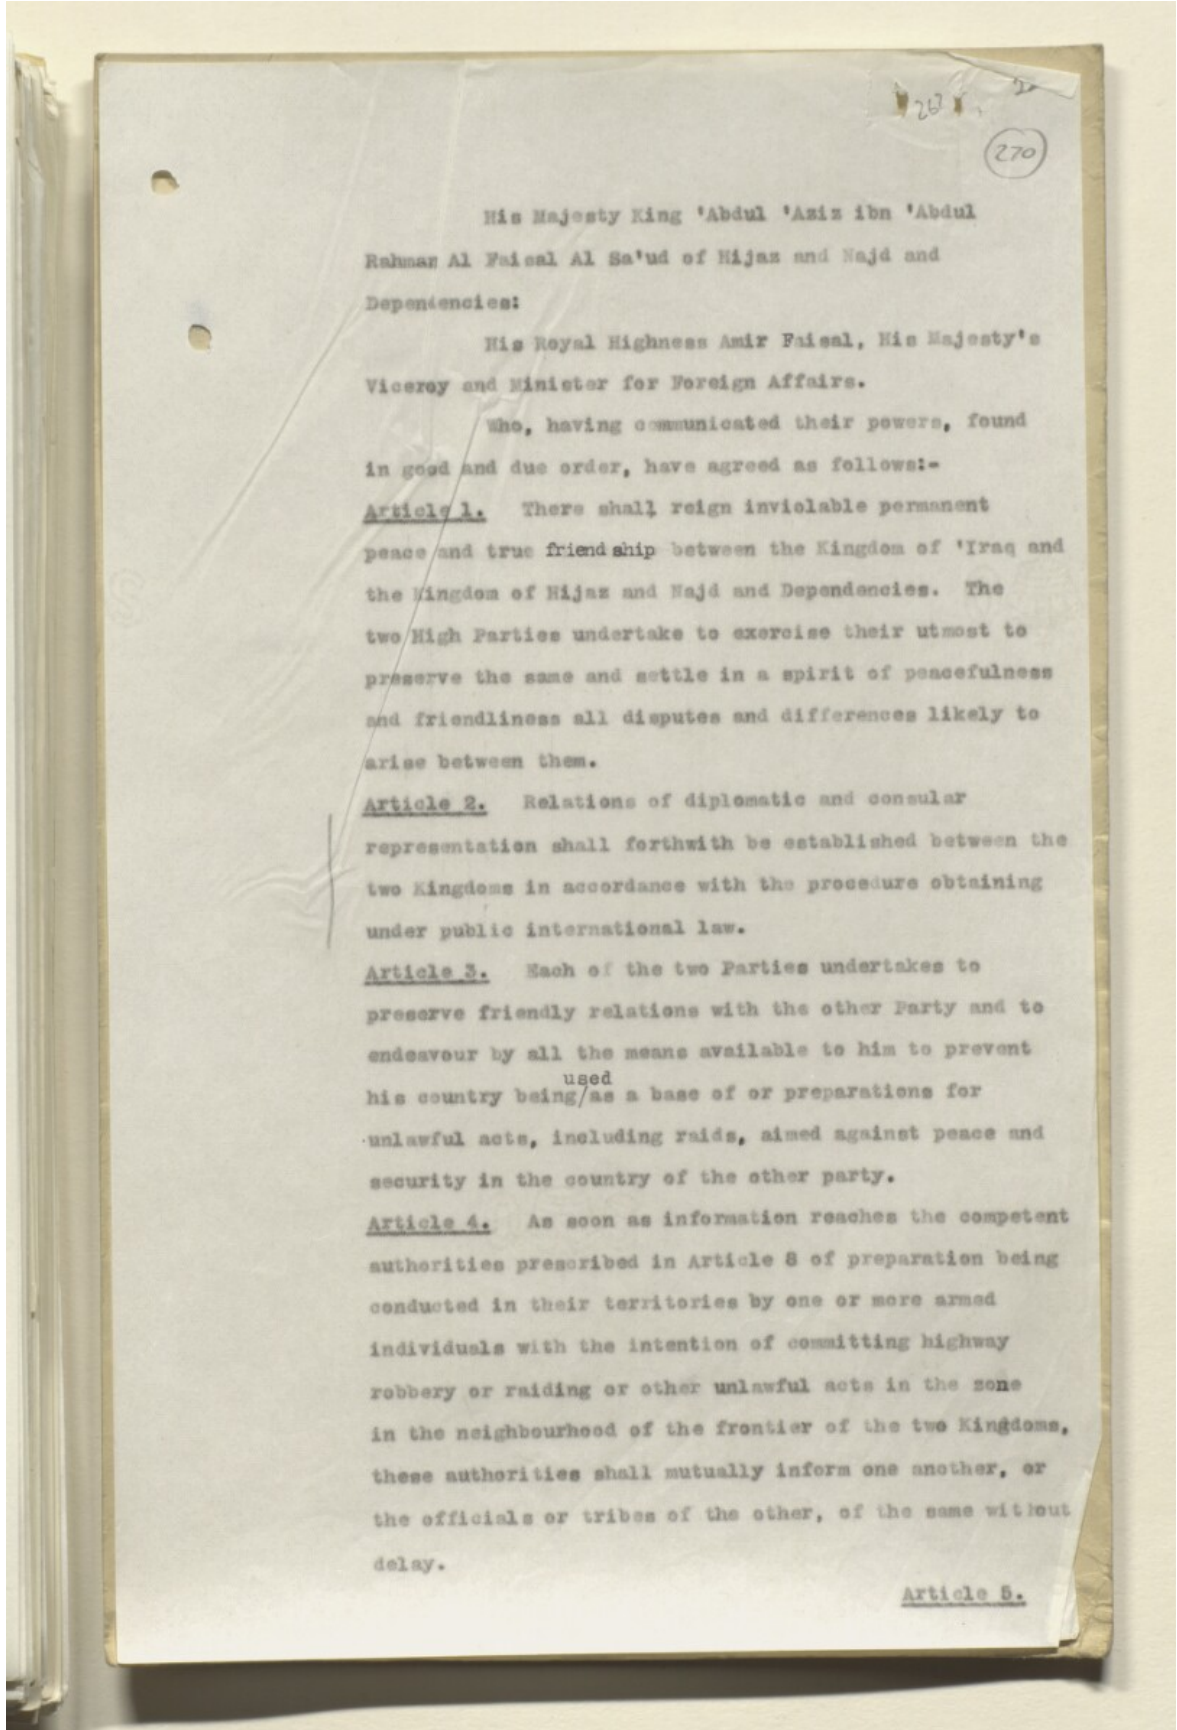 267
270
His Majesty King 'Abdul 'Aziz ibn 'Abdul
Rahman Al Faisal Al Sa'ud of Hijaz and Najd and
Dependencies:
His Royal Highness Amir Faisal, His Majesty's
Viceroy and Minister for Foreign Affairs.
Who, having communicated their powers, found
in good and due order, have agreed as follows:-
Article 1. There shall reign inviolable permanent
peace and true friend ship between the Kingdom of 'Iraq and
the Kingdom of Hijaz and Najd and Dependencies. The
two High Parties undertake to exercise their utmost to
preserve the same and settle in a spirit of peacefulness
and friendliness all disputes and differences likely to
arise between them.
Article 2. Relations of diplomatic and consular
representation shall forthwith be established between the
two Kingdoms in accordance with the procedure obtaining
under public international law.
Article 3. Each of the two Parties undertakes to
preserve friendly relations with the other Party and to
endeavour by all the means available to him to prevent
used
his country being/as a base of or preparations for
unlawful acts, including raids, aimed against peace and
security in the country of the other party.
Article 4. As soon as information reaches the competent
authorities prescribed in Article 8 of preparation being
conducted in their territories by one or more armed
individuals with the intention of committing highway
robbery or raiding or other unlawful acts in the zone
in the neighbourhood of the frontier of the two Kingdoms,
these authorities shall mutually inform one another, or
the officials or tribes of the other, of the same without
delay.
Article 5.